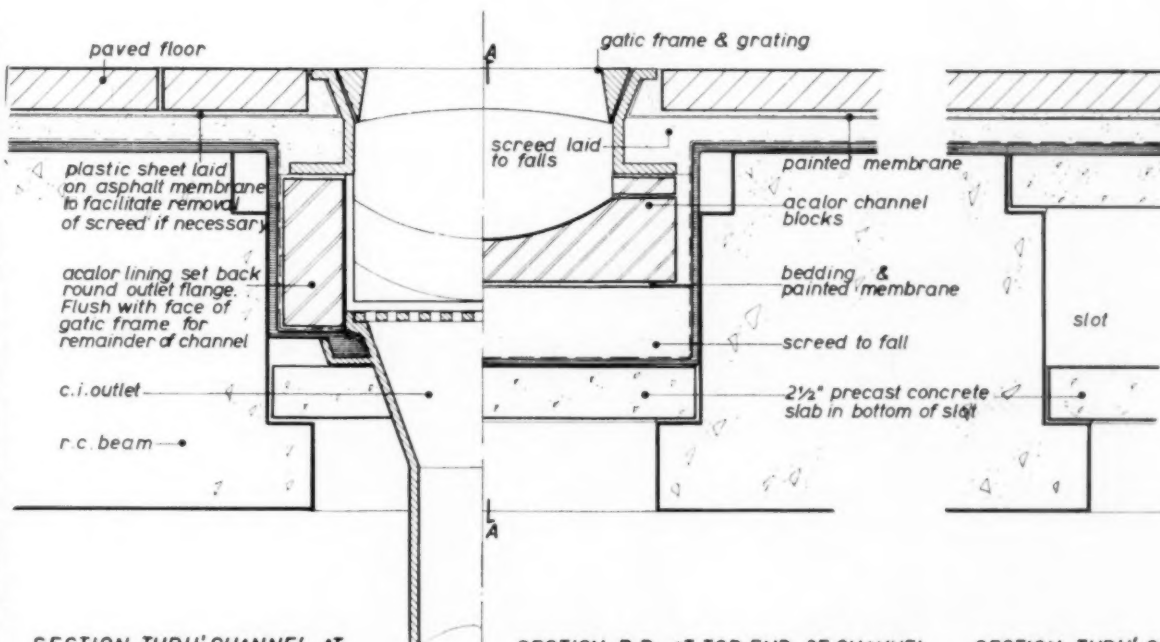 paved floor
A
gatic frame & grating
plastic sheet laid
on asphalt membrane
to facilitate removal
of screed if necessary
screed laid
to falls
painted membrane
acalor channel
blocks
acalor lining set back
round outlet flange.
Flush with face of
gatic frame for
remainder of channel
bedding &
painted membrane
slot
screed to fall
c.i. outlet
2½" precast concrete
slab in bottom of slot
r.c. beam
A